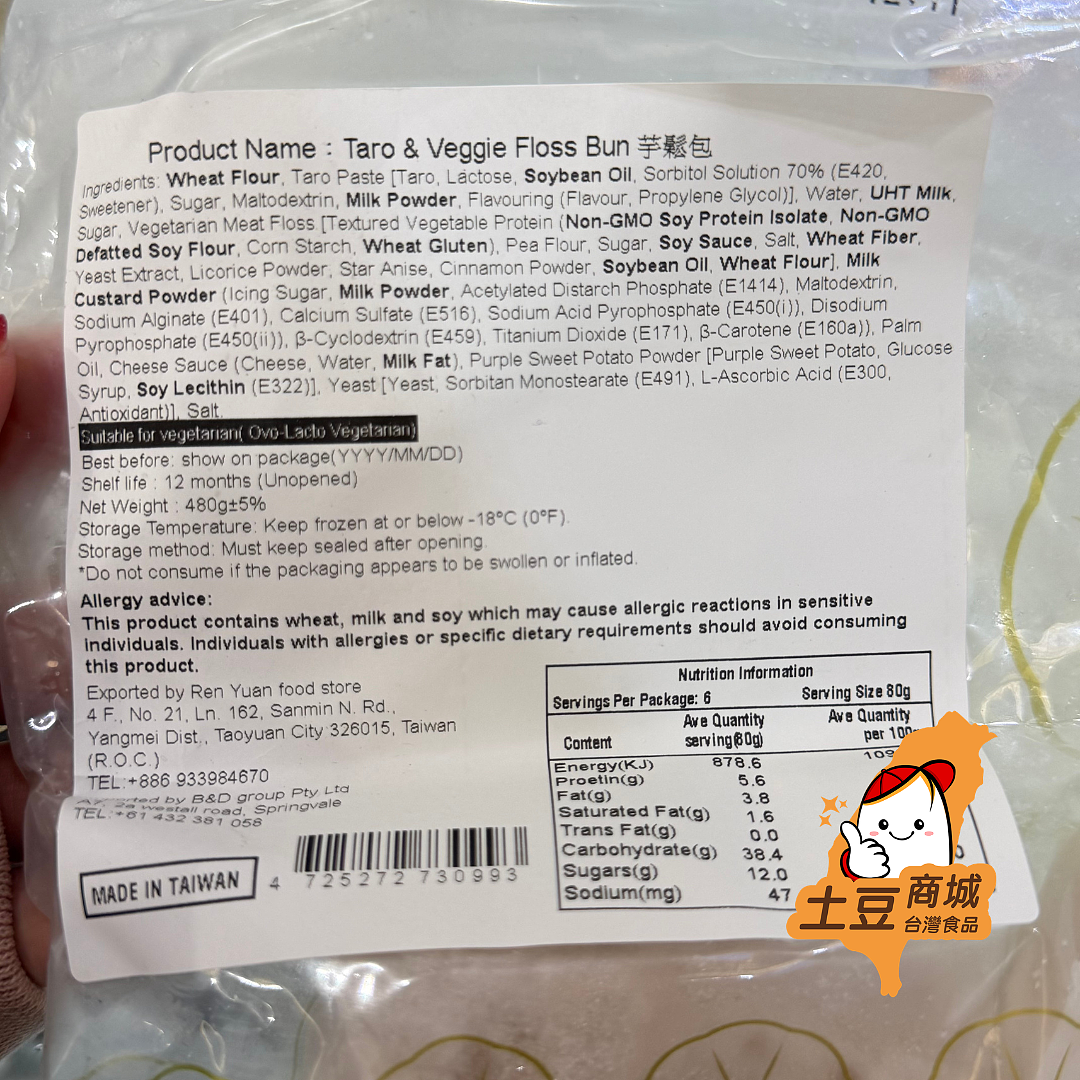 Product Name : Taro & Veggie Floss Bun 芋鬆包
Ingredients: Wheat Flour, Taro Paste [Taro, Lactose, Soybean Oil, Sorbitol Solution 70% (E420,
Sweetener), Sugar, Maltodextrin, Milk Powder, Flavouring (Flavour, Propylene Glycol)], Water, UHT Milk,
Sugar, Vegetarian Meat Floss [Textured Vegetable Protein (Non-GMO Soy Protein Isolate, Non-GMO
Defatted Soy Flour, Corn Starch, Wheat Gluten), Pea Flour, Sugar, Soy Sauce, Salt, Wheat Fiber,
Yeast Extract, Licorice Powder, Star Anise, Cinnamon Powder, Soybean Oil, Wheat Flour], Milk
Custard Powder (Icing Sugar, Milk Powder, Acetylated Distarch Phosphate (E1414), Maltodextrin,
Sodium Alginate (E401), Calcium Sulfate (E516), Sodium Acid Pyrophosphate (E450(i)), Disodium
Pyrophosphate (E450(ii)), β-Cyclodextrin (E459), Titanium Dioxide (E171), β-Carotene (E160a)), Palm
Oil, Cheese Sauce (Cheese, Water, Milk Fat), Purple Sweet Potato Powder [Purple Sweet Potato, Glucose
Syrup, Soy Lecithin (E322)], Yeast [Yeast, Sorbitan Monostearate (E491), L-Ascorbic Acid (E300,
Antioxidant)], Salt.
Suitable for vegetarian( Ovo-Lacto Vegetarian)
Best before: show on package(YYYY/MM/DD)
Shelf life : 12 months (Unopened)
Net Weight : 480g±5%
Storage Temperature: Keep frozen at or below -18°C (0°F).
Storage method: Must keep sealed after opening.
*Do not consume if the packaging appears to be swollen or inflated.
Allergy advice:
This product contains wheat, milk and soy which may cause allergic reactions in sensitive
individuals. Individuals with allergies or specific dietary requirements should avoid consuming
this product.
Exported by Ren Yuan food store
4 F., No. 21, Ln. 162, Sanmin N. Rd.,
Yangmei Dist., Taoyuan City 326015, Taiwan
(R.O.C.)
TEL:+886 933984670
by B&D group Pty Ltd
2a westall road, Springvale
TEL:+61 432 381 058
MADE IN TAIWAN
4 725272 730993
Nutrition Information
Servings Per Package: 6 Serving Size 80g
Ave Quantity Ave Quantity
Content serving(80g) per
Energy(KJ) 878.6
Proetin(g) 5.6
Fat(g) 3.8
Saturated Fat(g) 1.6
Trans Fat(g) 0.0
Carbohydrate(g) 38.4
Sugars(g) 12.0
Sodium(mg)
土豆商城
台灣食品